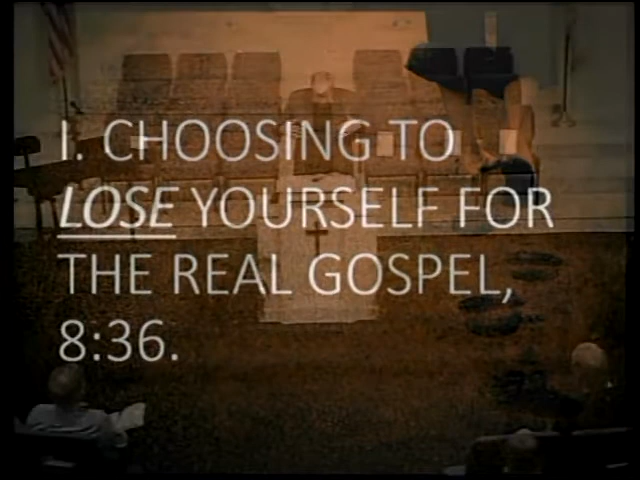 I. CHOOSING TO
LOSE YOURSELF FOR
THE REAL GOSPEL,
8:36.